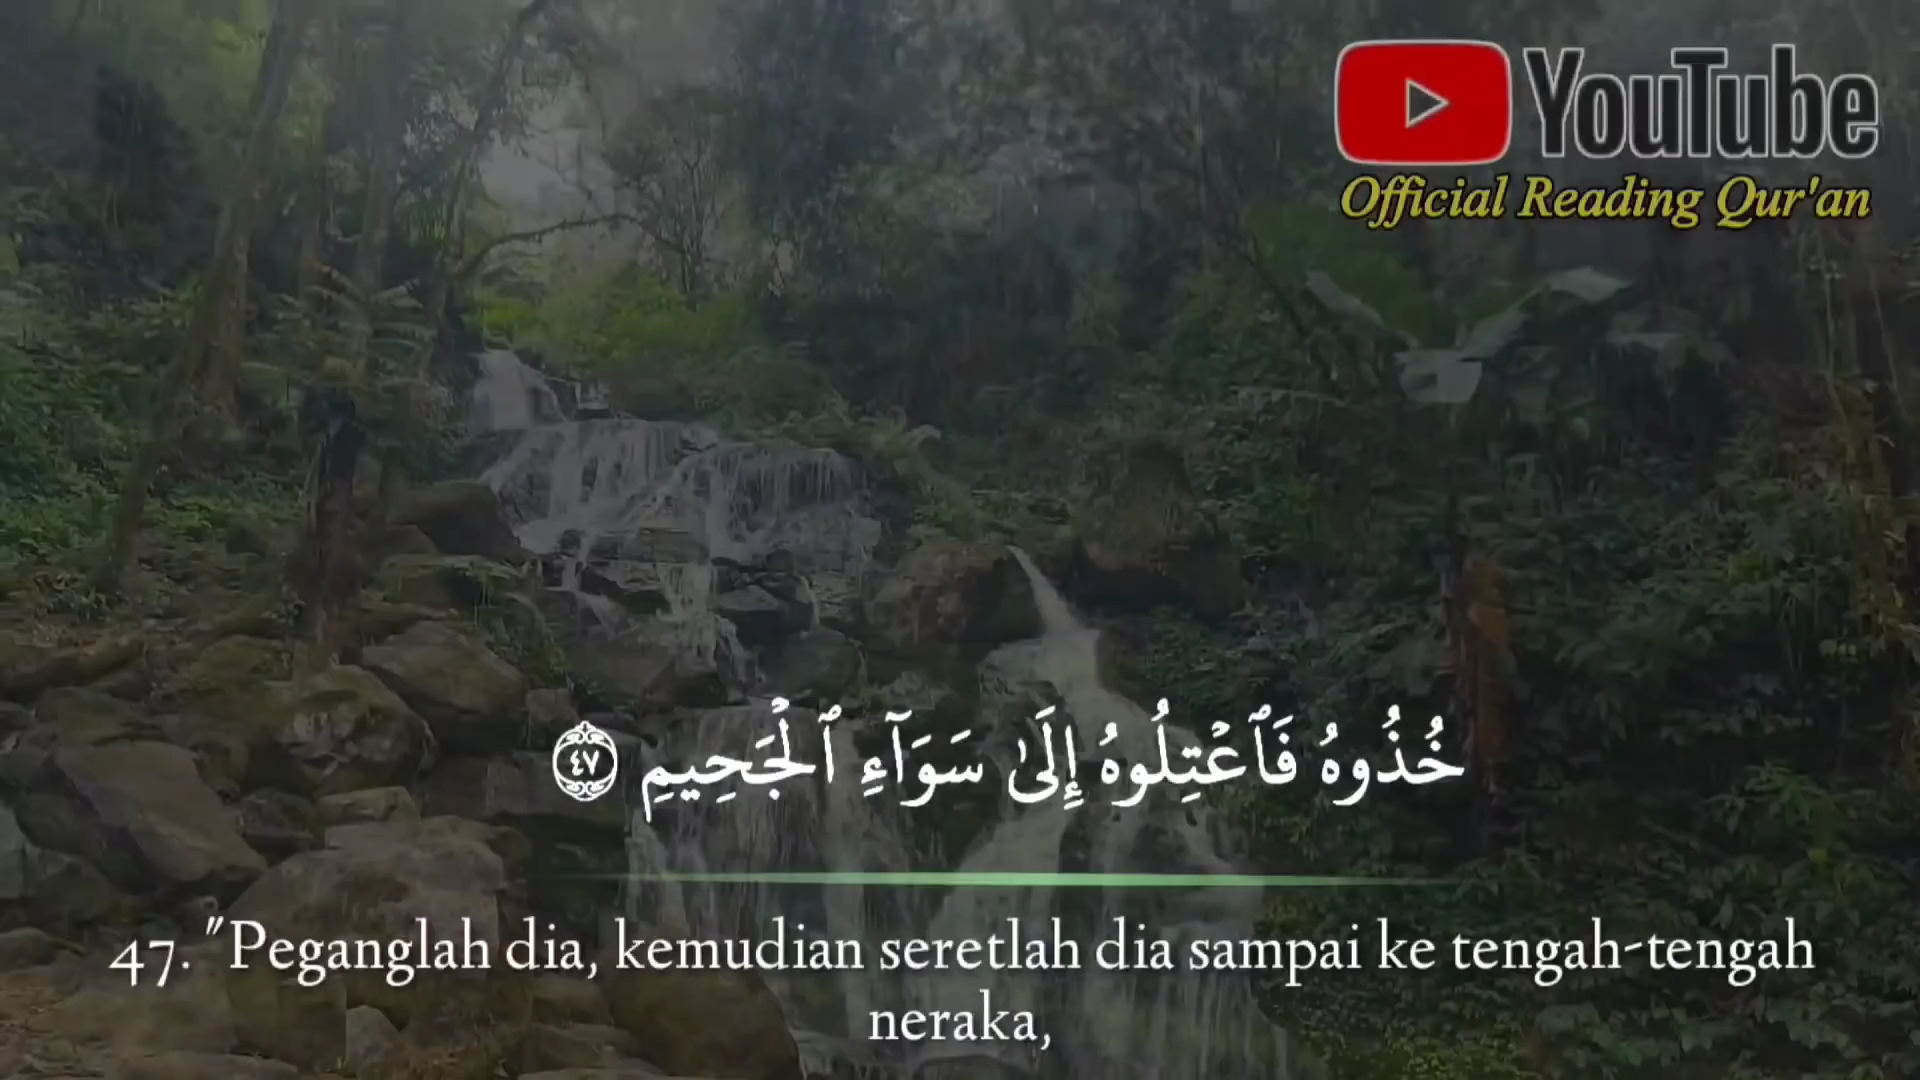 YouTube
Official Reading Qur'an
خُذُوهُ فَٱعْتِلُوهُ إِلَىٰ سَوَآءِ ٱلْجَحِيمِ ٤٧
47. "Peganglah dia, kemudian seretlah dia sampai ke tengah-tengah
neraka,